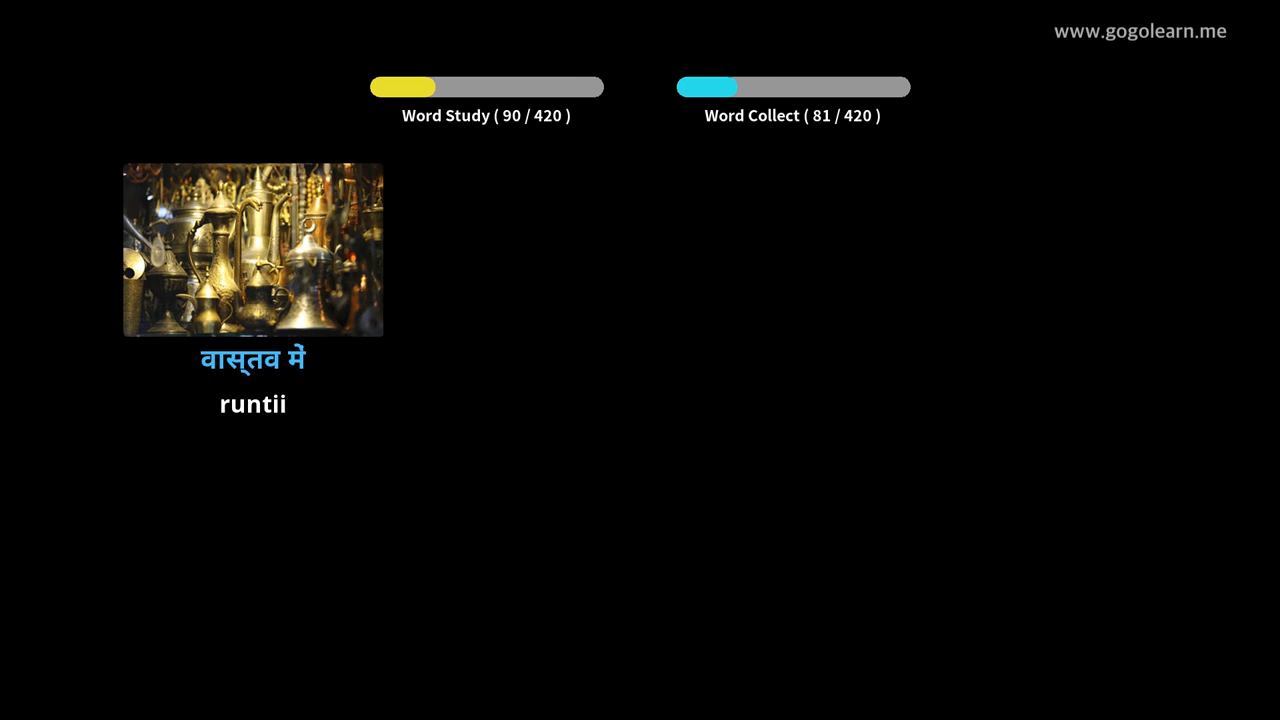 www.gogolearn.me
Word Study ( 90 / 420 )
Word Collect ( 81 / 420 )
वास्तव में
runtii